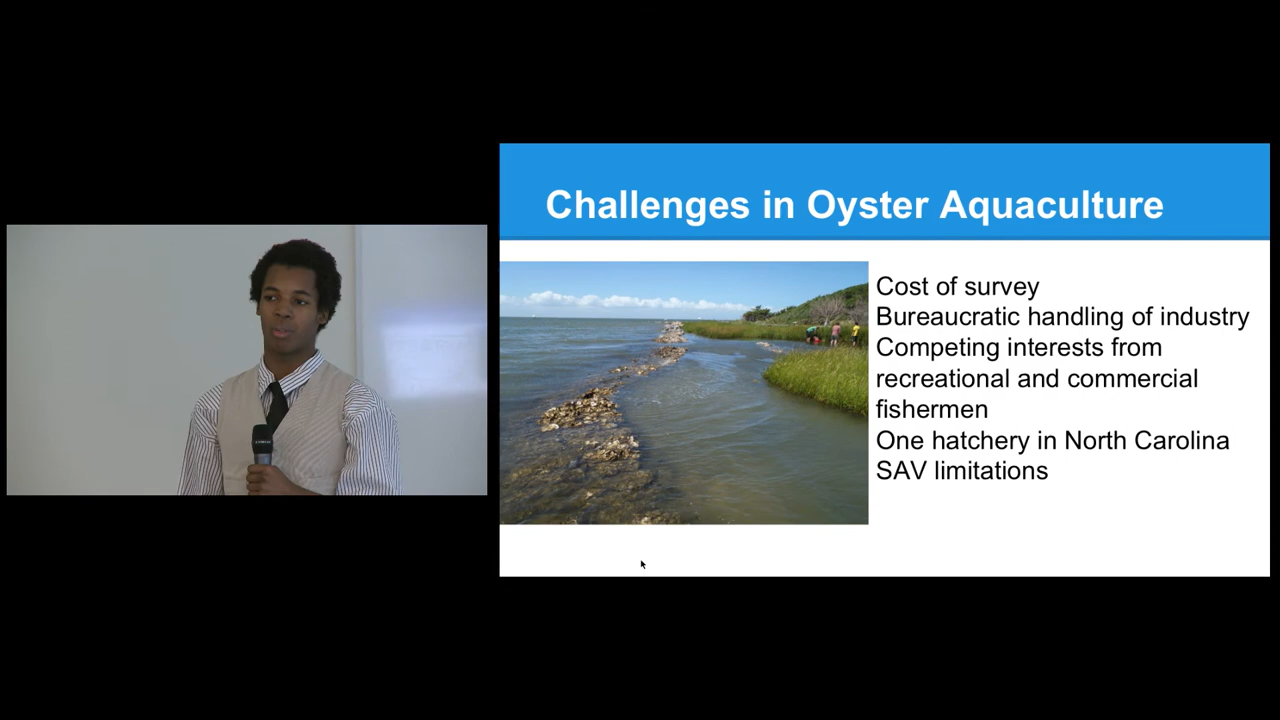 Challenges in Oyster Aquaculture
Cost of survey
Bureaucratic handling of industry
Competing interests from
recreational and commercial
fishermen
One hatchery in North Carolina
SAV limitations